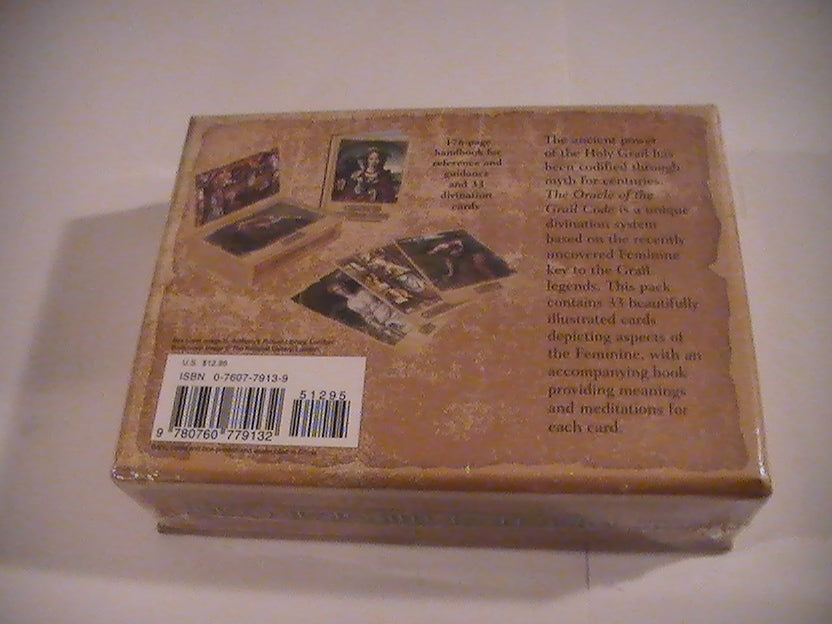 176-page
handbook for
reference and
guidance
and 33
divination
cards
The ancient power
of the Holy Grail has
been codified through
myth for centuries.
The Oracle of the
Grail Code is a unique
divination system
based on the recently
uncovered Feminine
key to the Grail
legends. This pack
contains 33 beautifully
illustrated cards
depicting aspects of
the Feminine, with an
accompanying book
providing meanings
and meditations for
each card.
U.S. $12.95
ISBN 0-7607-7913-9
51295
9 780760 779132